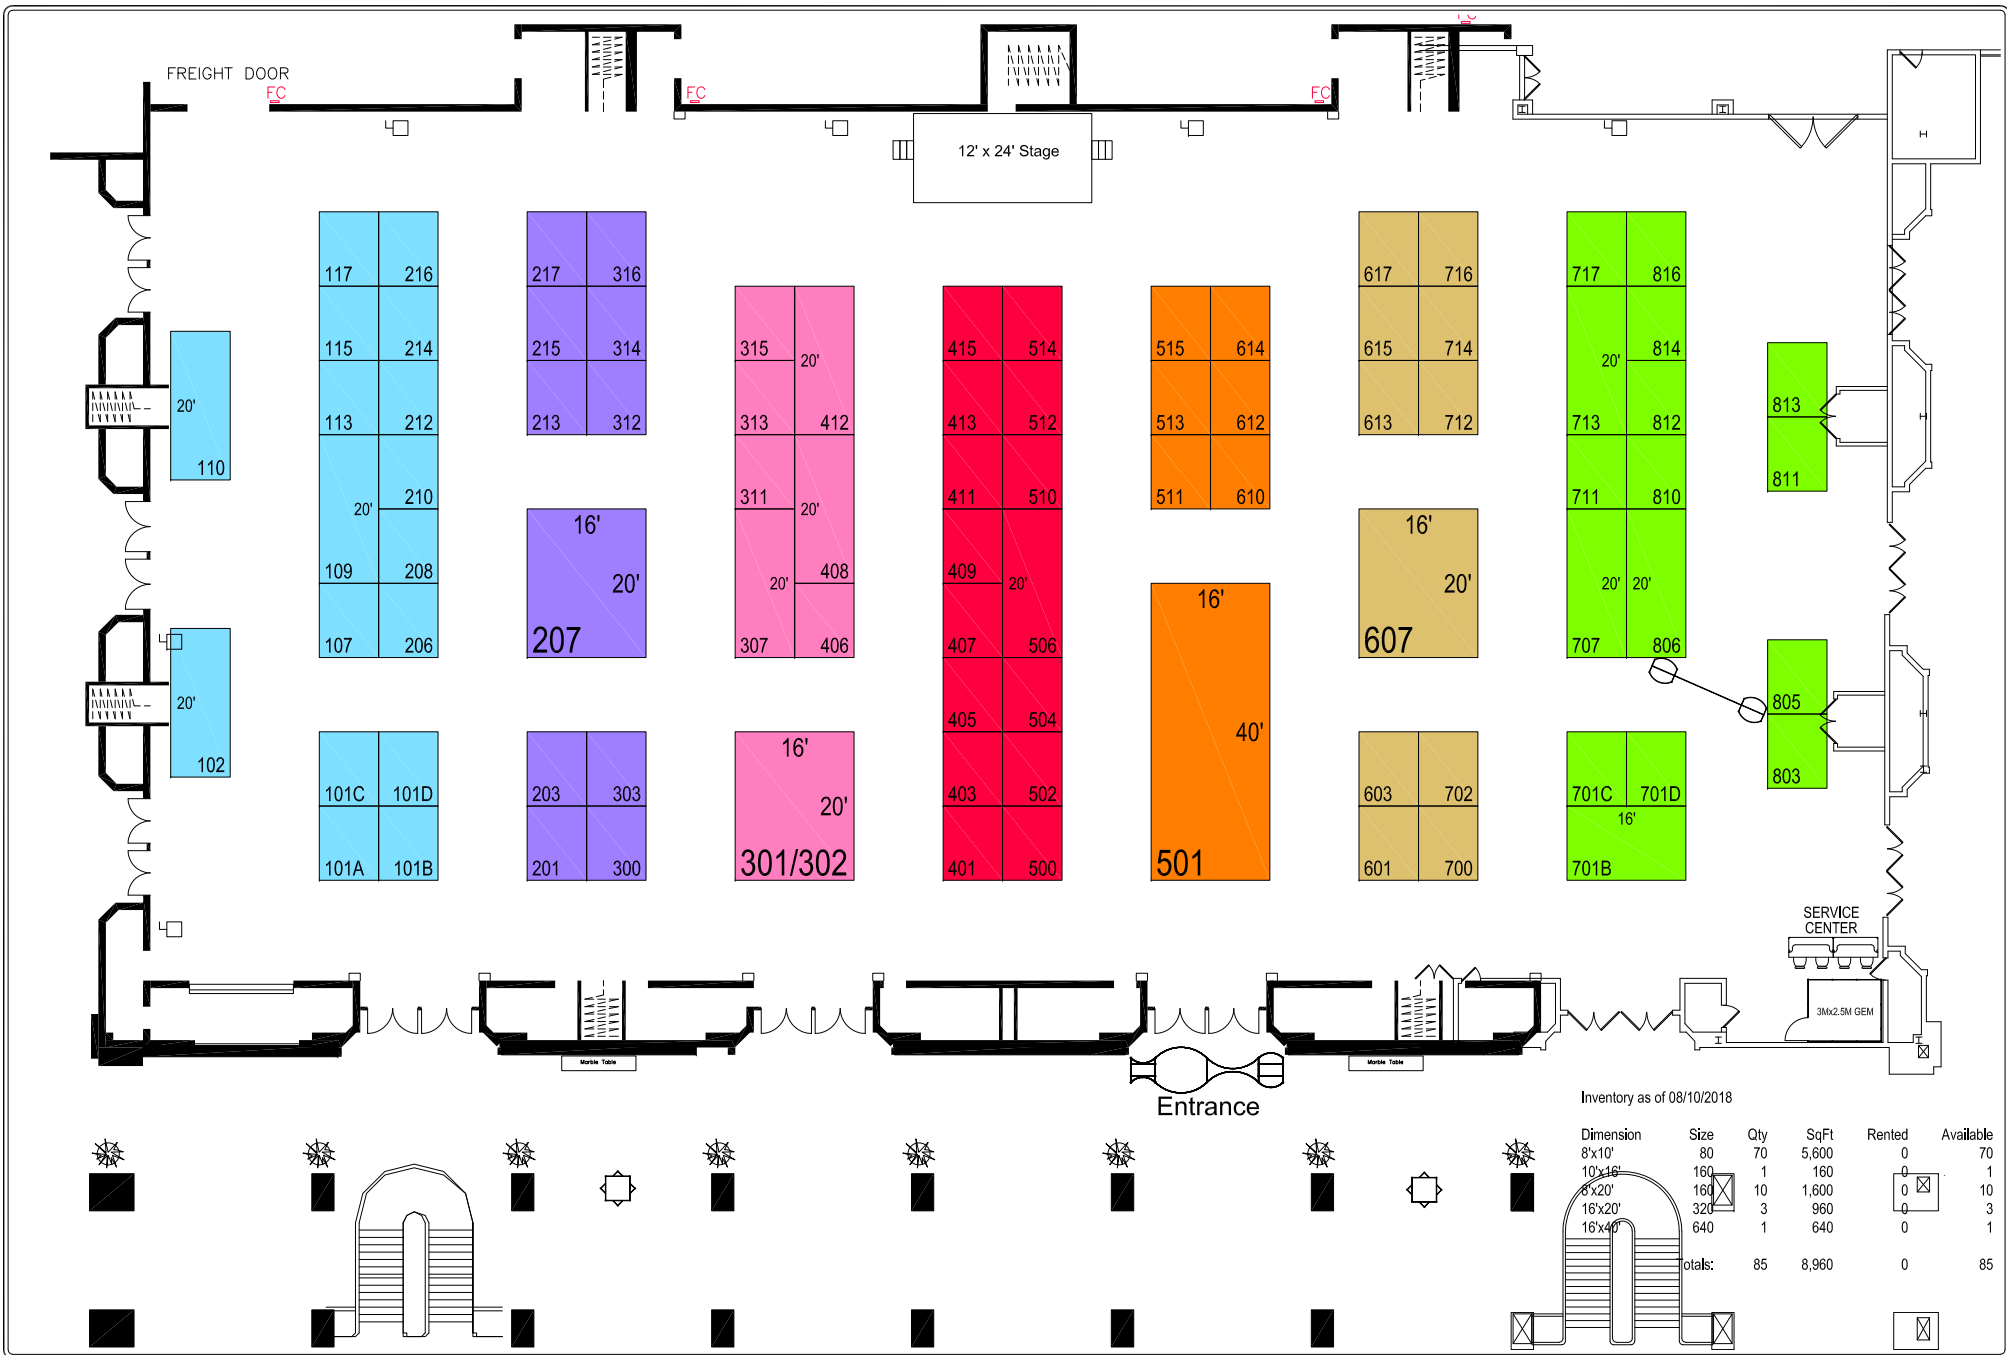 FC
FREIGHT DOOR
FC
FC
FC
12' x 24' Stage
117 216
217 316
617 716
717 816
115 214
215 314
315
20'
415 514
515 614
615 714
20'
814
113 212
213 312
313 412
413 512
513 612
613 712
713 812
20'
110
813
811
20'
210
311
20'
411 510
511 610
711 810
109 208
16'
20'
207
20'
408
409
20'
16'
20'
607
20' 20'
107 206
307 406
407 506
707 806
20'
102
405 504
805
803
101C 101D
203 303
16'
20'
301/302
403 502
16'
40'
501
603 702
701C 701D
16'
101A 101B
201 300
401 500
601 700
701B
SERVICE
CENTER
3Mx2.5M GEM
Marble Table
Marble Table
Entrance
Inventory as of 08/10/2018
Dimension Size Qty SqFt Rented Available
8'x10' 80 70 5,600 0 70
10'x16' 160 1 160 0 1
8'x20' 160 10 1,600 0 10
16'x20' 320 3 960 0 3
16'x40' 640 1 640 0 1
Totals: 85 8,960 0 85